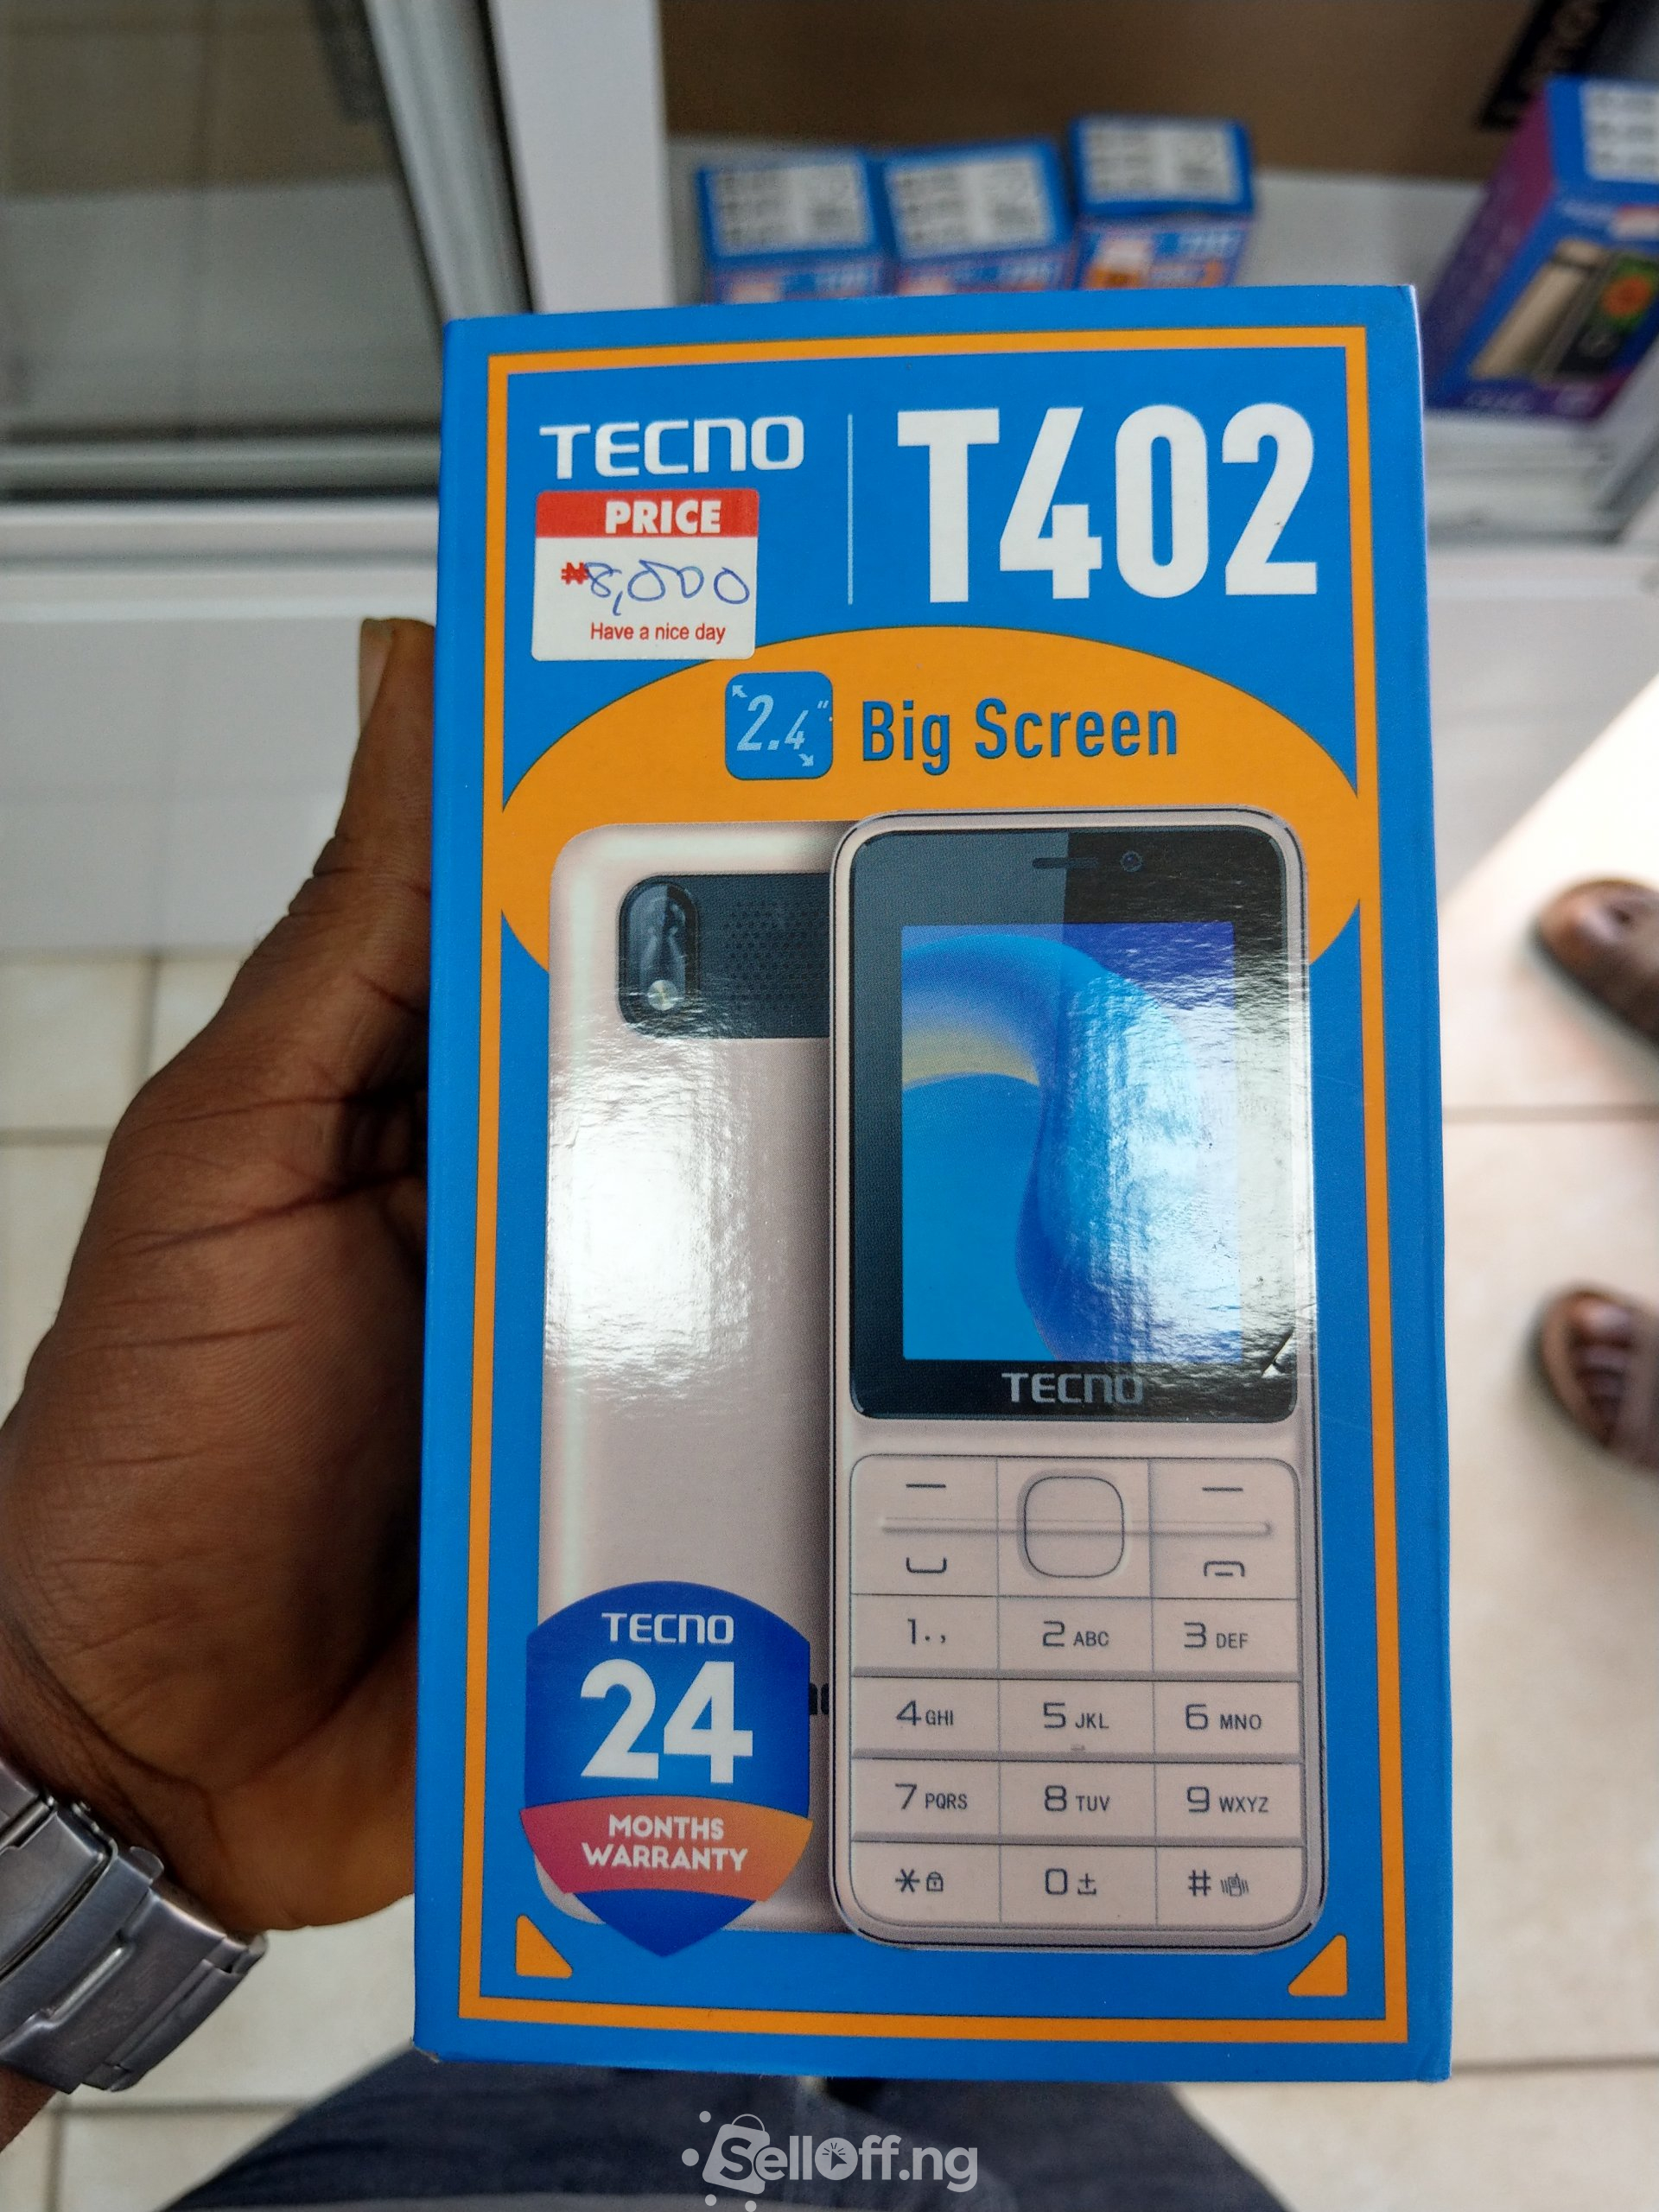 TECNO
T402
PRICE
₦8,000
Have a nice day
2.4"
Big Screen
TECNO
1.,
2 ABC
3 DEF
4 GHI
5 JKL
6 MNO
7 PQRS
8 TUV
9 WXYZ
*
0
#
TECNO
24
MONTHS
WARRANTY
SellOff.ng